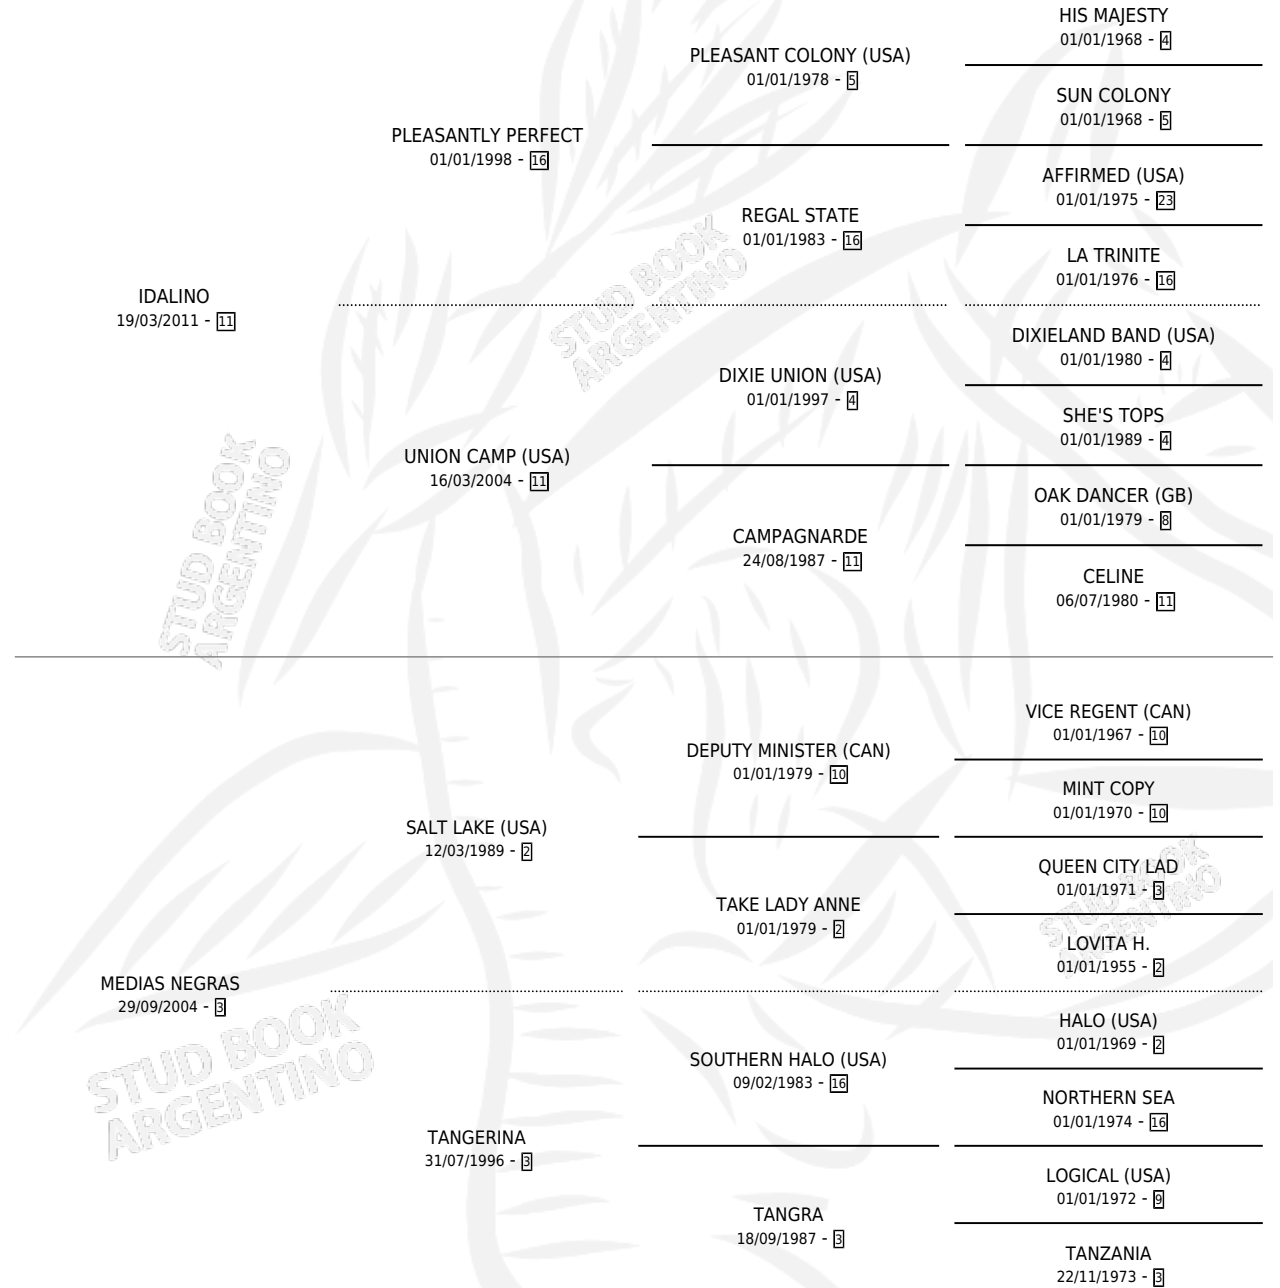 HIS MAJESTY
01/01/1968 - 4
PLEASANT COLONY (USA)
01/01/1978 - 5
SUN COLONY
01/01/1968 - 5
PLEASANTLY PERFECT
01/01/1998 - 16
AFFIRMED (USA)
01/01/1975 - 23
REGAL STATE
01/01/1983 - 16
LA TRINITE
01/01/1976 - 16
IDALINO
19/03/2011 - 11
STUD BOOK
ARGENTINO
DIXIELAND BAND (USA)
01/01/1980 - 4
DIXIE UNION (USA)
01/01/1997 - 4
SHE'S TOPS
01/01/1989 - 4
UNION CAMP (USA)
16/03/2004 - 11
OAK DANCER (GB)
01/01/1979 - 8
CAMPAGNARDE
24/08/1987 - 11
CELINE
06/07/1980 - 11
STUD BOOK
ARGENTINO
VICE REGENT (CAN)
01/01/1967 - 10
DEPUTY MINISTER (CAN)
01/01/1979 - 10
MINT COPY
01/01/1970 - 10
SALT LAKE (USA)
12/03/1989 - 2
QUEEN CITY LAD
01/01/1971 - 3
TAKE LADY ANNE
01/01/1979 - 2
STUD BOOK
ARGENTINO
LOVITA H.
01/01/1955 - 2
MEDIAS NEGRAS
29/09/2004 - 3
STUD BOOK
ARGENTINO
HALO (USA)
01/01/1969 - 2
SOUTHERN HALO (USA)
09/02/1983 - 16
NORTHERN SEA
01/01/1974 - 16
TANGERINA
31/07/1996 - 3
LOGICAL (USA)
01/01/1972 - 9
TANGRA
18/09/1987 - 3
TANZANIA
22/11/1973 - 3